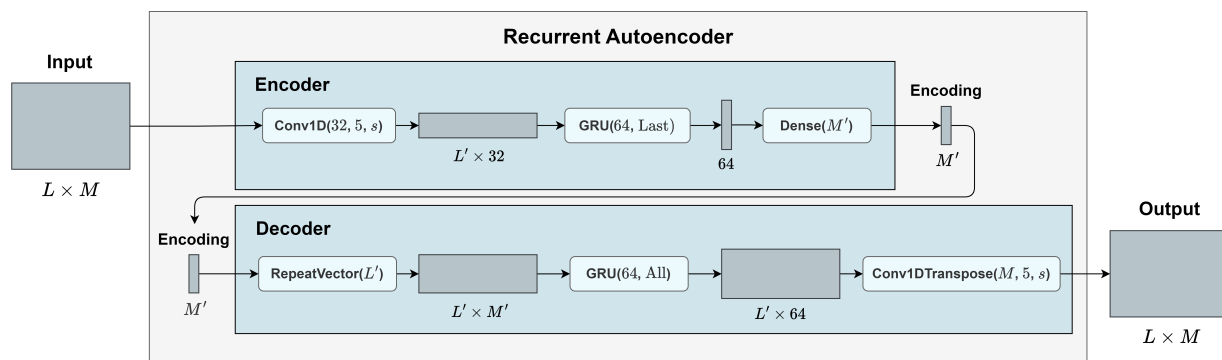 Recurrent Autoencoder
Input
L × M
Encoder
Conv1D(32, 5, s)
L′ × 32
GRU(64, Last)
64
Dense(M′)
Encoding
M′
Encoding
M′
Decoder
RepeatVector(L′)
L′ × M′
GRU(64, All)
L′ × 64
Conv1DTranspose(M, 5, s)
Output
L × M